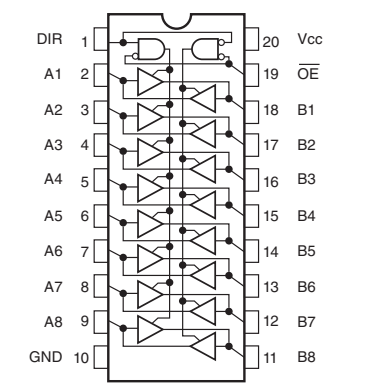 DIR 1 20 Vcc
A1 2 19 OE
A2 3 18 B1
A3 4 17 B2
A4 5 16 B3
A5 6 15 B4
A6 7 14 B5
A7 8 13 B6
A8 9 12 B7
GND 10 11 B8